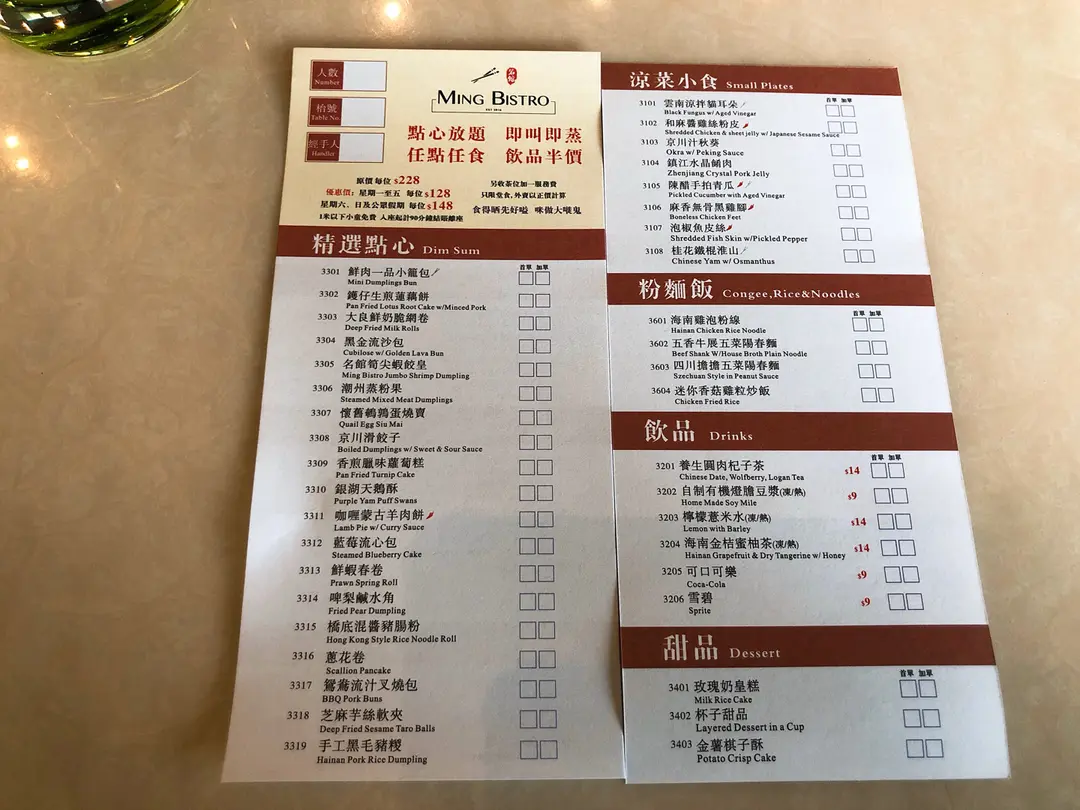 人數
Number
枱號
Table No.
經手人
Handler
MING BISTRO
點心放題 即叫即蒸
任點任食 飲品半價
原價 每位 $228
優惠價: 星期一至五 每位 $128
星期六、日及公眾假期 每位 $148
1米以下小童免費 入座起計90分鐘結賬離座
另收茶位加一服務費
只限堂食, 外賣以正價計算
食得晒先好嗌 咪做大嘥鬼
精選點心 Dim Sum
首單 加單
3301 鮮肉一品小籠包
Mini Dumplings Bun
3302 鑊仔生煎蓮藕餅
Pan Fried Lotus Root Cake w/Minced Pork
3303 大良鮮奶脆網卷
Deep Fried Milk Rolls
3304 黑金流沙包
Cubilose w/ Golden Lava Bun
3305 名館筍尖蝦餃皇
Ming Bistro Jumbo Shrimp Dumpling
3306 潮州蒸粉果
Steamed Mixed Meat Dumplings
3307 懷舊鵪鶉蛋燒賣
Quail Egg Siu Mai
3308 京川滑餃子
Boiled Dumplings w/ Sweet & Sour Sauce
3309 香煎臘味蘿蔔糕
Pan Fried Turnip Cake
3310 銀湖天鵝酥
Purple Yam Puff Swans
3311 咖喱蒙古羊肉餅
Lamb Pie w/ Curry Sauce
3312 藍莓流心包
Steamed Blueberry Cake
3313 鮮蝦春卷
Prawn Spring Roll
3314 啤梨鹹水角
Fried Pear Dumpling
3315 橋底混醬豬腸粉
Hong Kong Style Rice Noodle Roll
3316 蔥花卷
Scallion Pancake
3317 鴛鴦流汁叉燒包
BBQ Pork Buns
3318 芝麻芋絲軟夾
Deep Fried Sesame Taro Balls
3319 手工黑毛豬糉
Hainan Pork Rice Dumpling
涼菜小食 Small Plates
首單 加單
3101 雲南涼拌貓耳朵
Black Fungus w/ Aged Vinegar
3102 和麻醬雞絲粉皮
Shredded Chicken & sheet jelly w/ Japanese Sesame Sauce
3103 京川汁秋葵
Okra w/ Peking Sauce
3104 鎮江水晶餚肉
Zhenjiang Crystal Pork Jelly
3105 陳醋手拍青瓜
Pickled Cucumber with Aged Vinegar
3106 麻香無骨黑雞腳
Boneless Chicken Feet
3107 泡椒魚皮絲
Shredded Fish Skin w/Pickled Pepper
3108 桂花鐵棍淮山
Chinese Yam w/ Osmanthus
粉麵飯 Congee,Rice&Noodles
首單 加單
3601 海南雞泡粉線
Hainan Chicken Rice Noodle
3602 五香牛展五菜陽春麵
Beef Shank W/House Broth Plain Noodle
3603 四川擔擔五菜陽春麵
Szechuan Style in Peanut Sauce
3604 迷你香菇雞粒炒飯
Chicken Fried Rice
飲品 Drinks
首單 加單
3201 養生圓肉杞子茶 $14
Chinese Date, Wolfberry, Logan Tea
3202 自制有機燈膽豆漿(凍/熱) $9
Home Made Soy Mile
3203 檸檬薏米水(凍/熱) $14
Lemon with Barley
3204 海南金桔蜜柚茶(凍/熱) $14
Hainan Grapefruit & Dry Tangerine w/ Honey
3205 可口可樂 $9
Coca-Cola
3206 雪碧 $9
Sprite
甜品 Dessert
首單 加單
3401 玫瑰奶皇糕
Milk Rice Cake
3402 杯子甜品
Layered Dessert in a Cup
3403 金薯棋子酥
Potato Crisp Cake